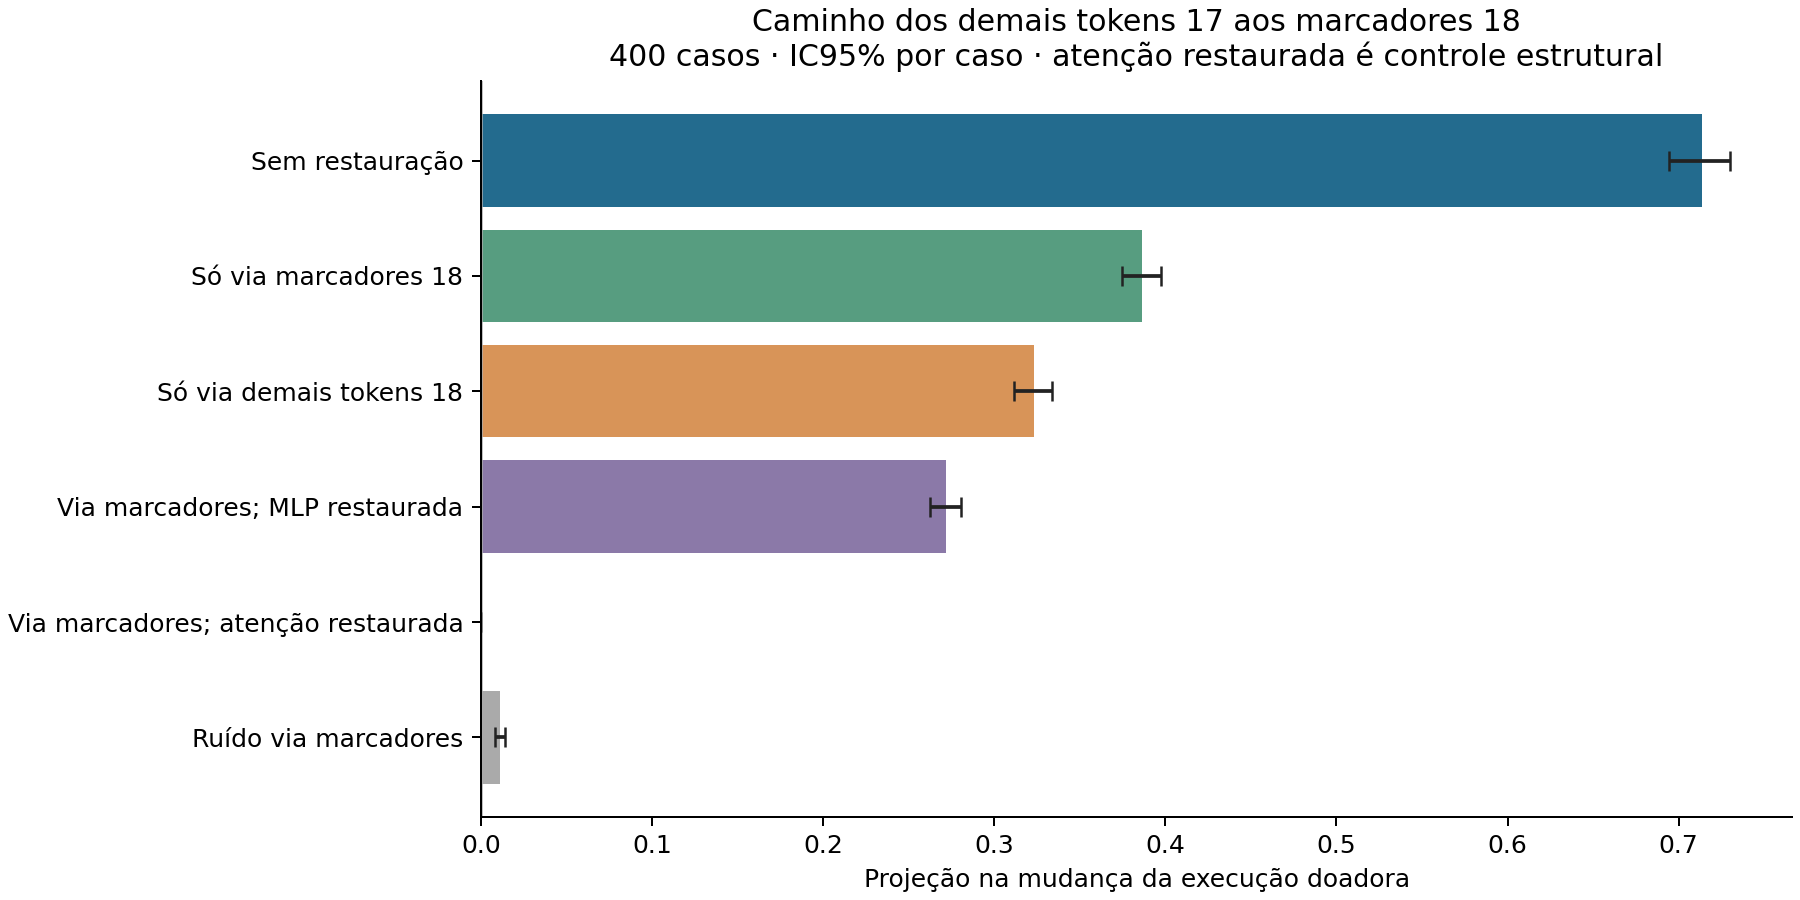 Caminho dos demais tokens 17 aos marcadores 18
400 casos · IC95% por caso · atenção restaurada é controle estrutural
Sem restauração
Só via marcadores 18
Só via demais tokens 18
Via marcadores; MLP restaurada
Via marcadores; atenção restaurada
Ruído via marcadores
0.0 0.1 0.2 0.3 0.4 0.5 0.6 0.7
Projeção na mudança da execução doadora